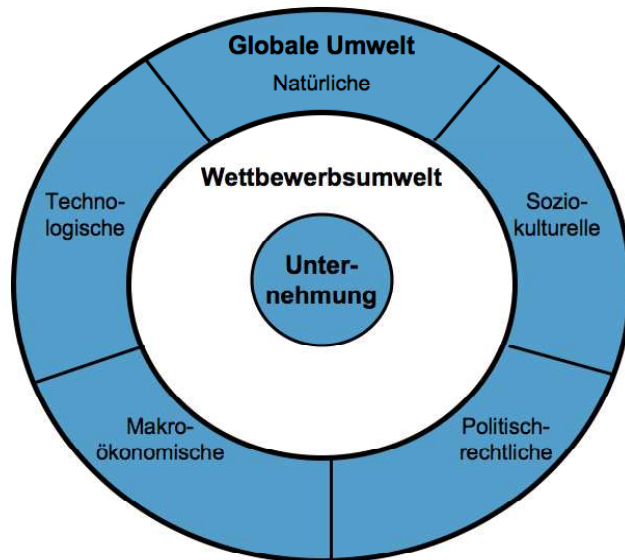 Globale Umwelt
Natürliche
Wettbewerbsumwelt
Techno-
logische
Sozio-
kulturelle
Unter-
nehmung
Makro-
ökonomische
Politisch-
rechtliche